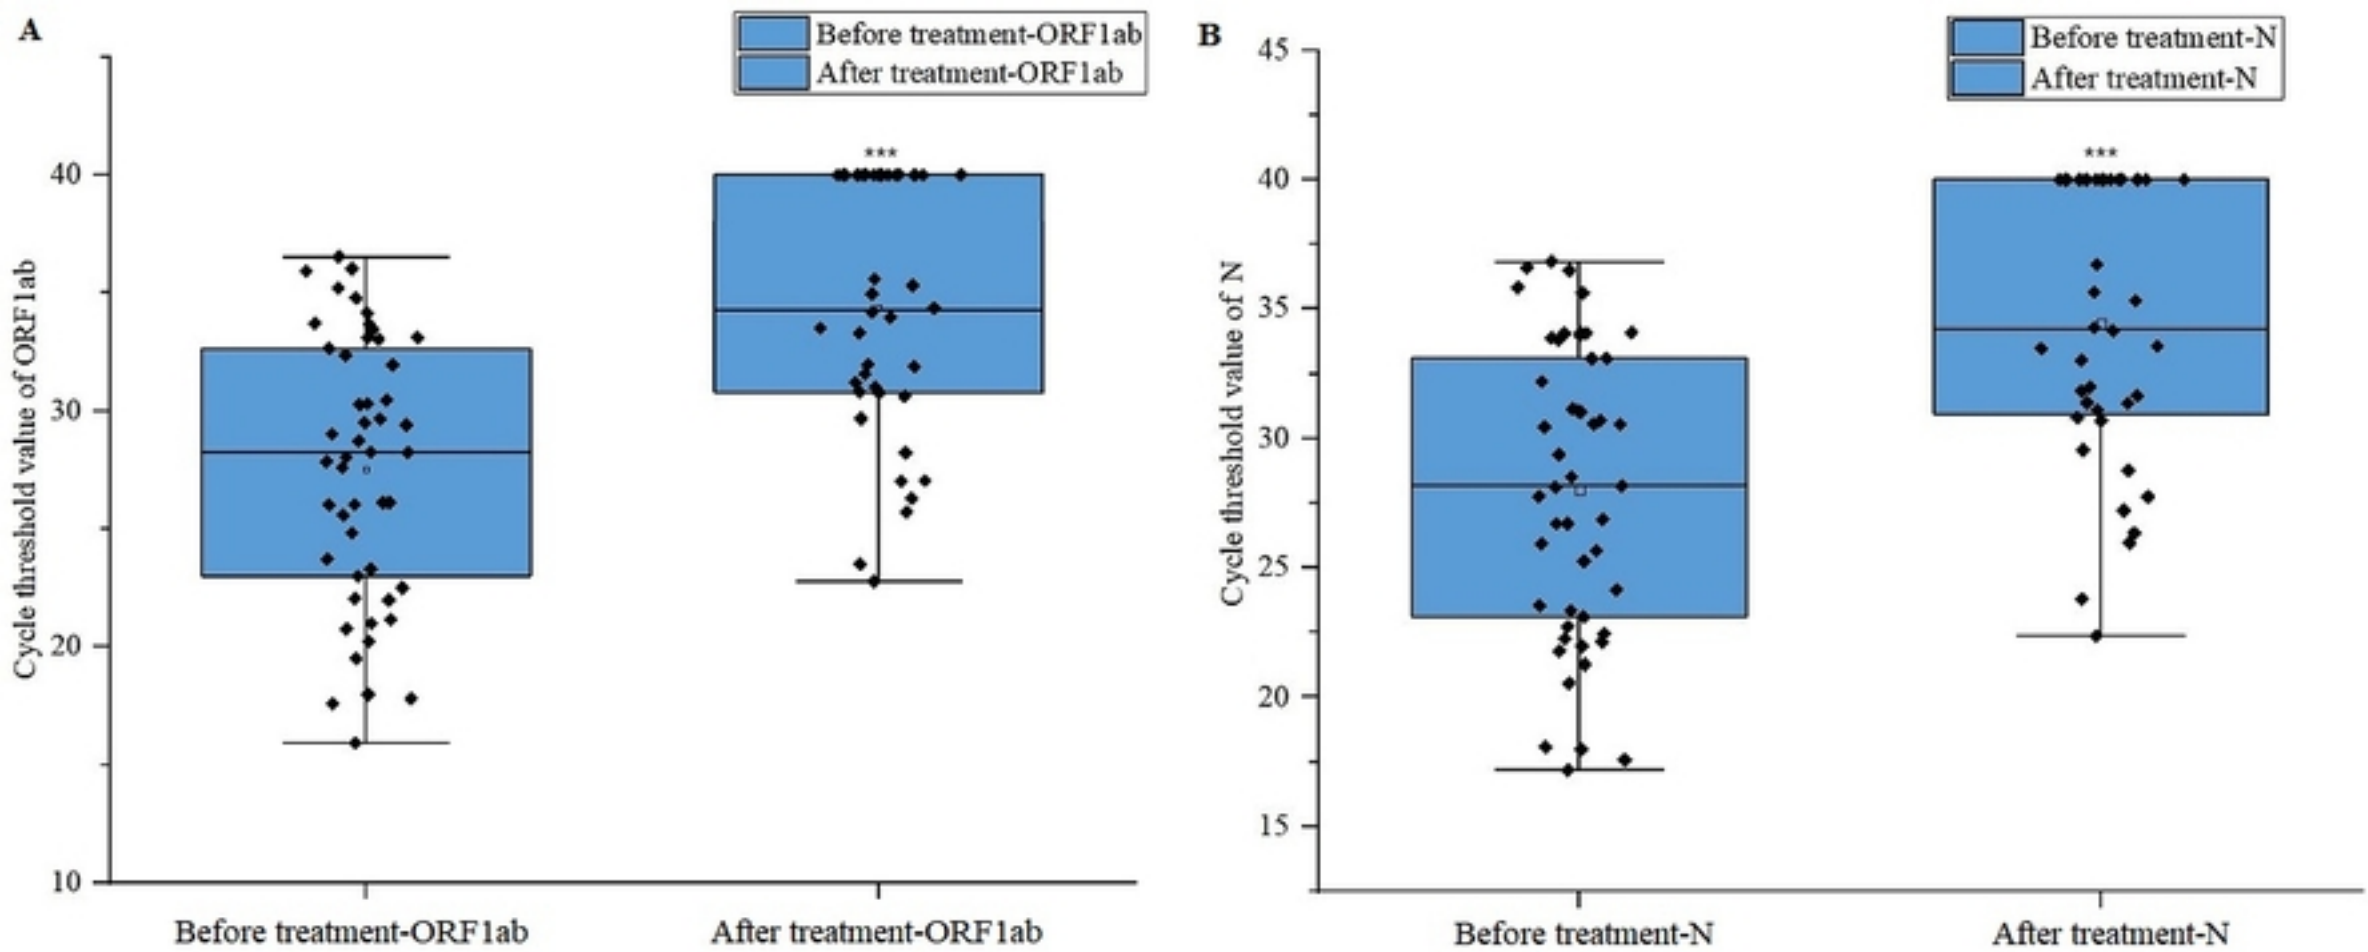 A
Before treatment-ORF1ab
After treatment-ORF1ab
***
40
30
20
10
Cycle threshold value of ORF1ab
Before treatment-ORF1ab
After treatment-ORF1ab
B
Before treatment-N
After treatment-N
***
45
40
35
30
25
20
15
Cycle threshold value of N
Before treatment-N
After treatment-N